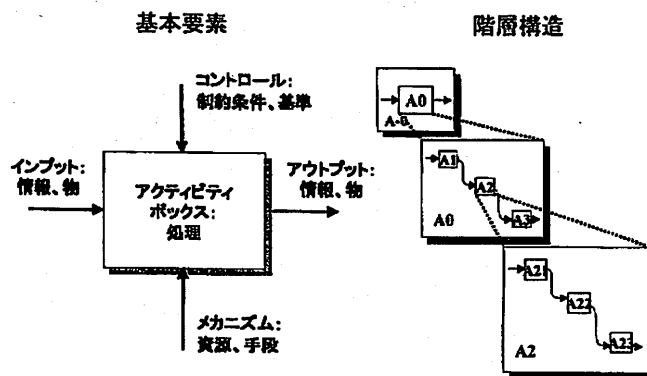 基本要素
コントロール:
制約条件、基準
インプット:
情報、物
アクティビティ
ボックス:
処理
アウトプット:
情報、物
メカニズム:
資源、手段
階層構造
A0
A-0
A1
A2
A3
A0
A21
A22
A23
A2